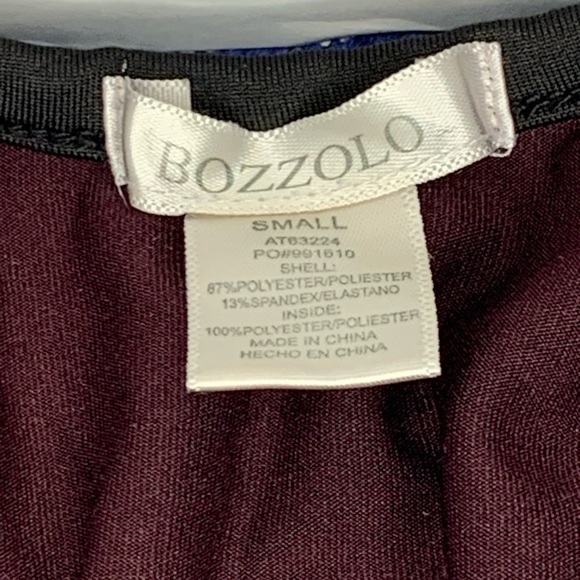 BOZZOLO
SMALL
AT63224
PO#991610
SHELL:
87%POLYESTER/POLIESTER
13%SPANDEX/ELASTANO
INSIDE:
100%POLYESTER/POLIESTER
MADE IN CHINA
HECHO EN CHINA